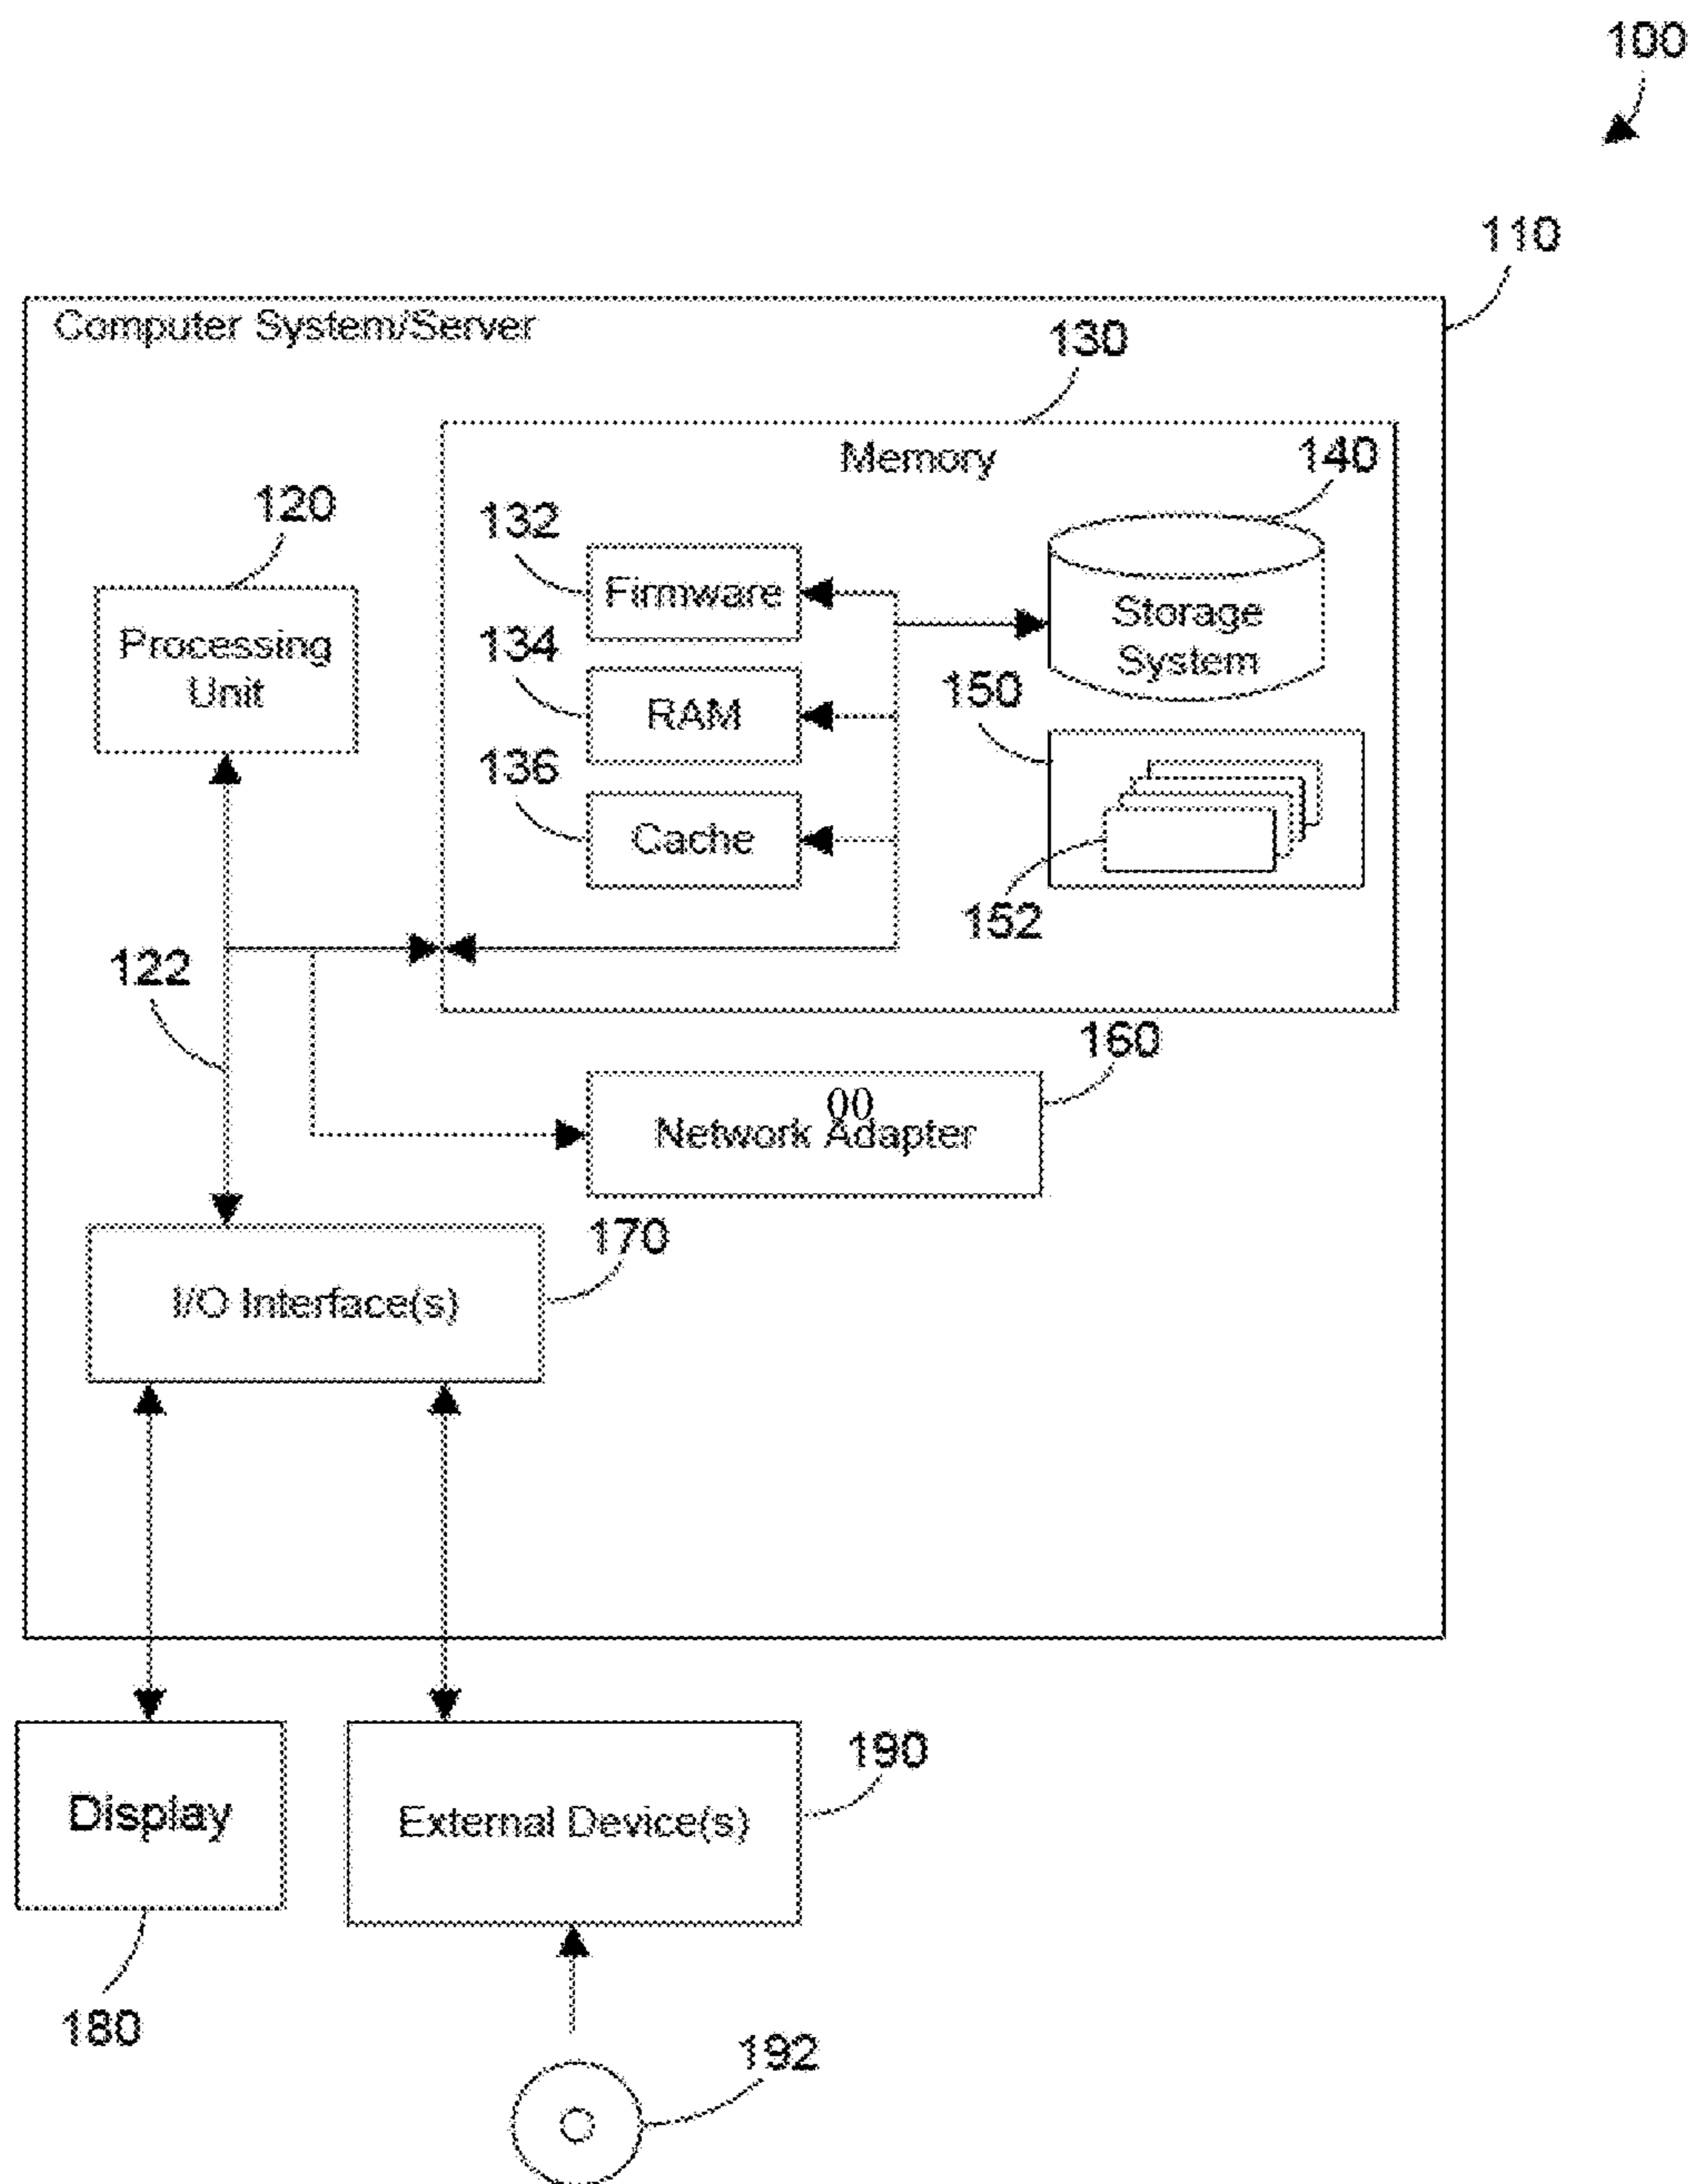 100
110
Computer System/Server
130
Memory
140
120
132
Firmware
Storage
System
Processing
Unit
134
RAM
150
136
Cache
152
122
160
00
Network Adapter
170
I/O Interface(s)
190
Display
External Device(s)
180
192